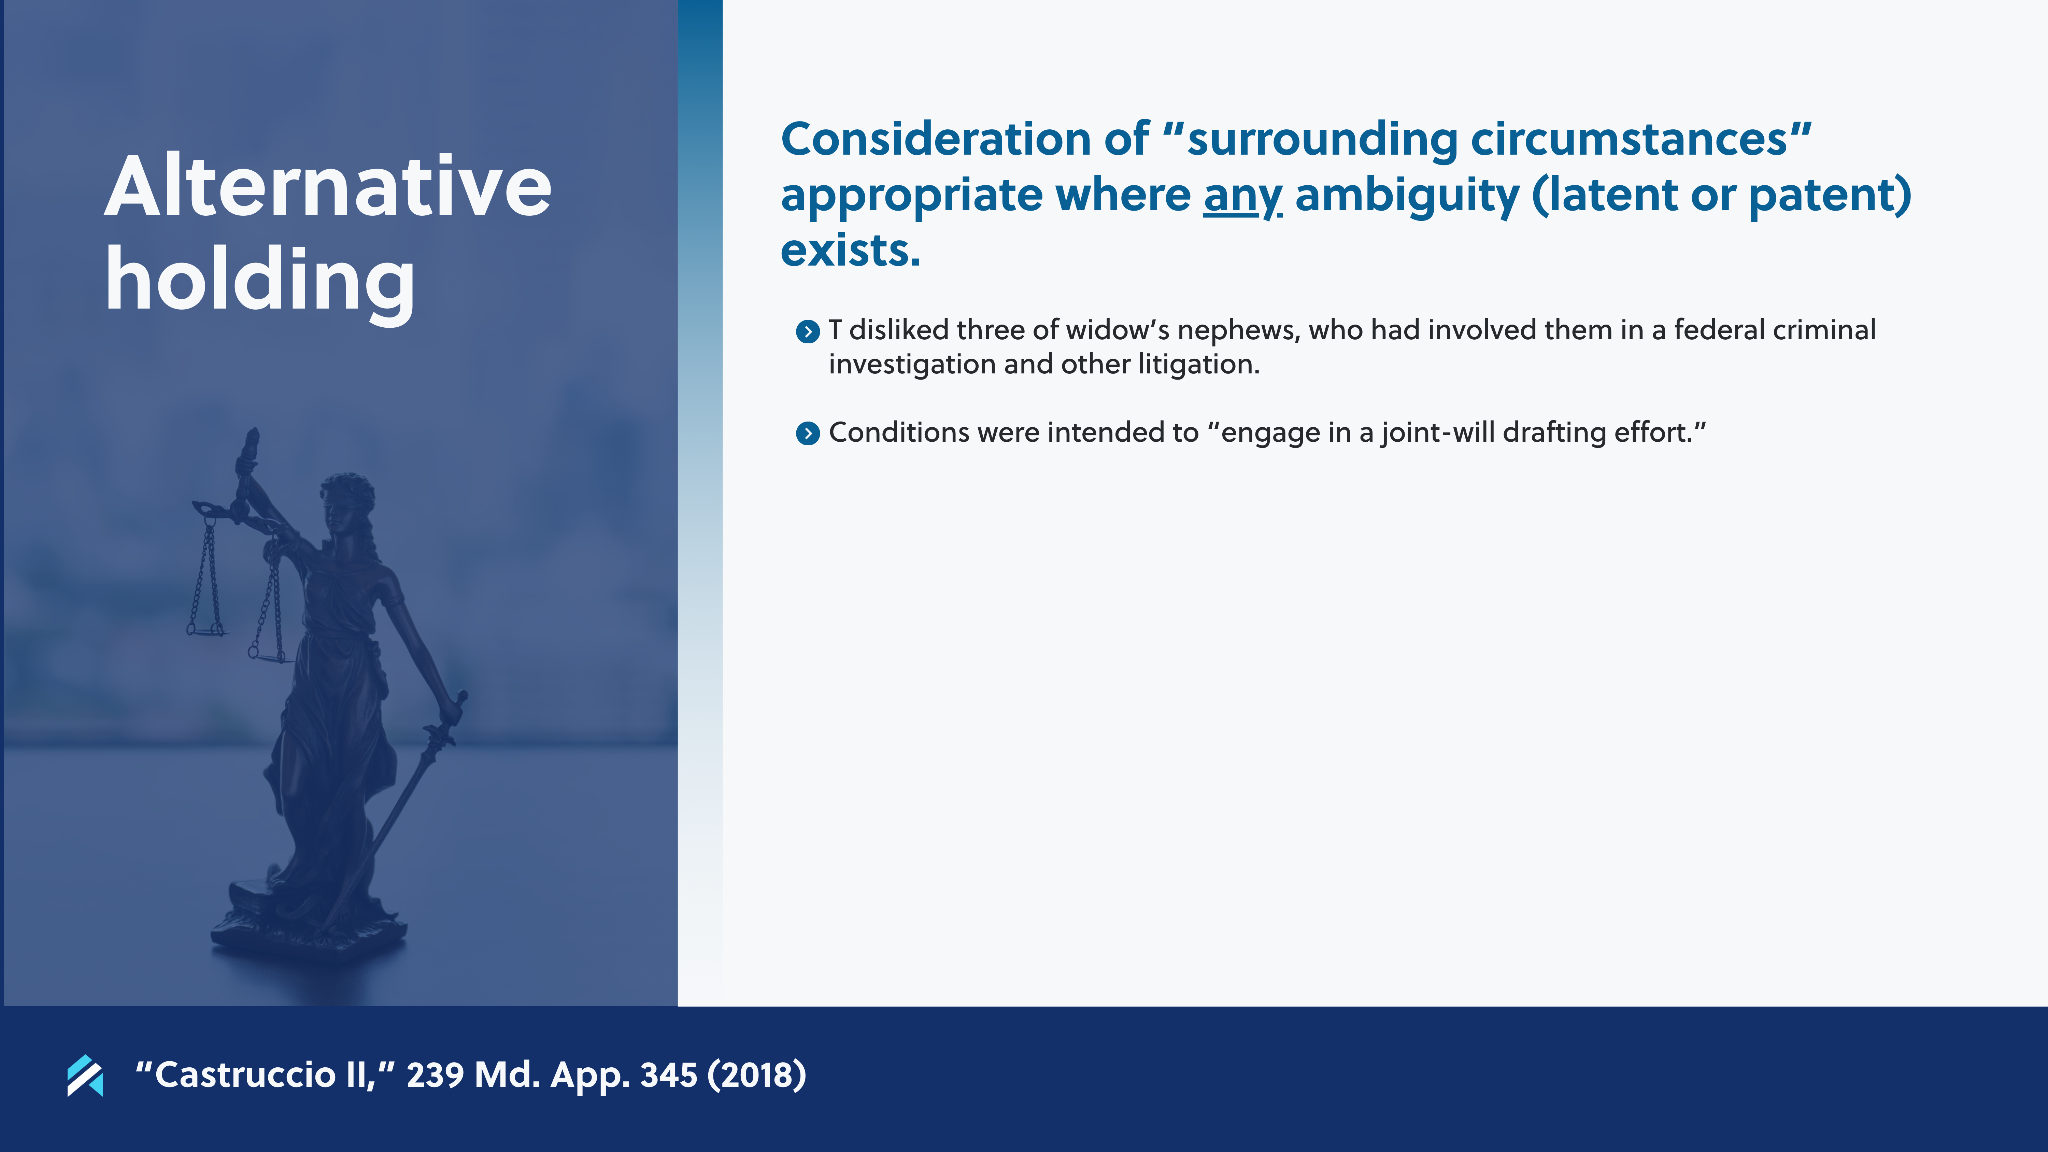 Alternative
holding
Consideration of “surrounding circumstances”
appropriate where any ambiguity (latent or patent)
exists.
T disliked three of widow’s nephews, who had involved them in a federal criminal
investigation and other litigation.
Conditions were intended to “engage in a joint-will drafting effort.”
“Castruccio II,” 239 Md. App. 345 (2018)